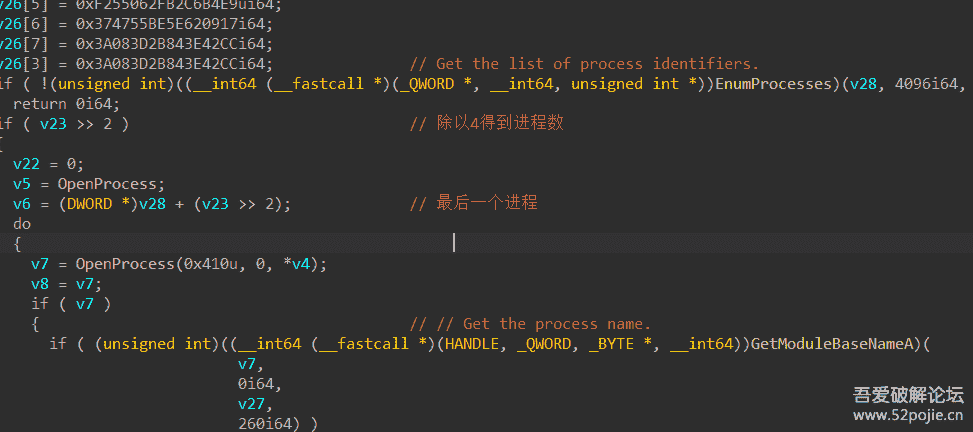 v26[5] = 0xF255062FB2C6B4E9ui64;
v26[6] = 0x374755BE5E620917i64;
v26[7] = 0x3A083D2B843E42CCi64;
v26[3] = 0x3A083D2B843E42CCi64; // Get the list of process identifiers.
if ( !(unsigned int)((__int64 (__fastcall *)(_QWORD *, __int64, unsigned int *))EnumProcesses)(v28, 4096i64,
return 0i64;
if ( v23 >> 2 ) // 除以4得到进程数
{
v22 = 0;
v5 = OpenProcess;
v6 = (DWORD *)v28 + (v23 >> 2); // 最后一个进程
do
{
v7 = OpenProcess(0x410u, 0, *v4);
v8 = v7;
if ( v7 )
{ // // Get the process name.
if ( (unsigned int)((__int64 (__fastcall *)(HANDLE, _QWORD, _BYTE *, __int64))GetModuleBaseNameA)(
v7,
0i64,
v27,
260i64) )
吾爱破解论坛
www.52pojie.cn